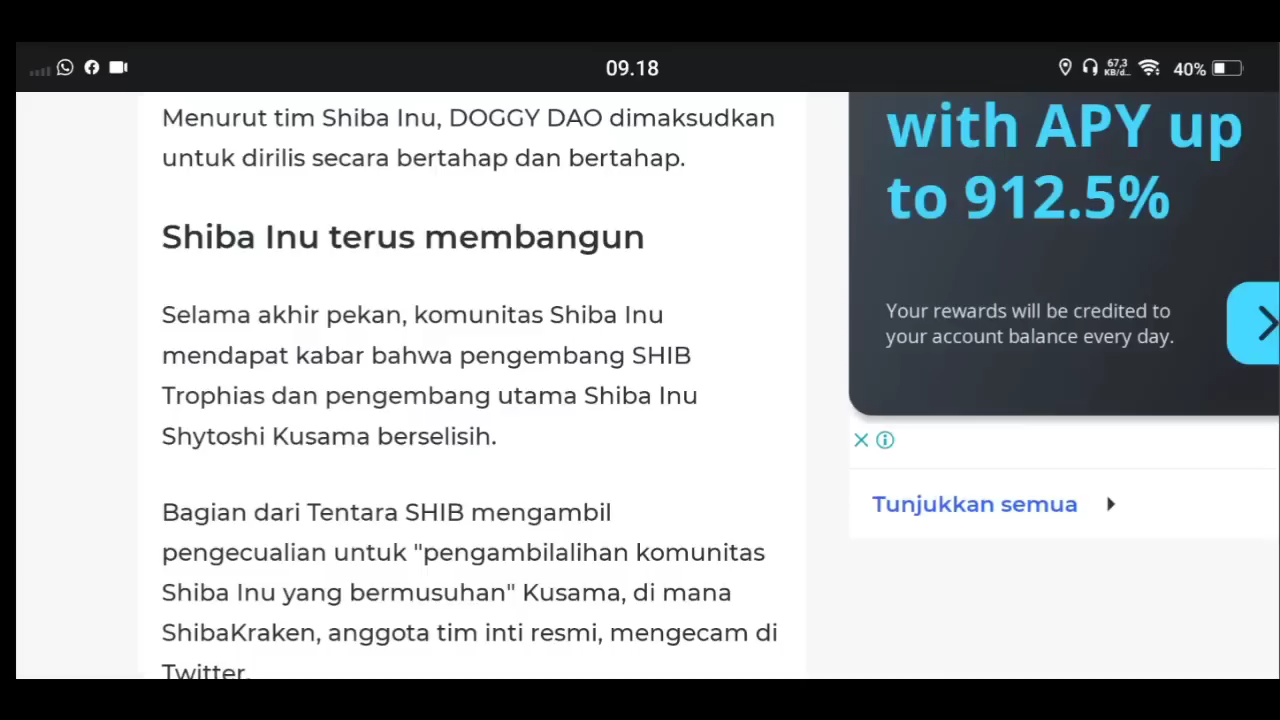 09.18
67,3
KB/d...
40%
Menurut tim Shiba Inu, DOGGY DAO dimaksudkan
untuk dirilis secara bertahap dan bertahap.
Shiba Inu terus membangun
Selama akhir pekan, komunitas Shiba Inu
mendapat kabar bahwa pengembang SHIB
Trophias dan pengembang utama Shiba Inu
Shytoshi Kusama berselisih.
Bagian dari Tentara SHIB mengambil
pengecualian untuk "pengambilalihan komunitas
Shiba Inu yang bermusuhan" Kusama, di mana
ShibaKraken, anggota tim inti resmi, mengecam di
Twitter.
with APY up
to 912.5%
Your rewards will be credited to
your account balance every day.
Tunjukkan semua